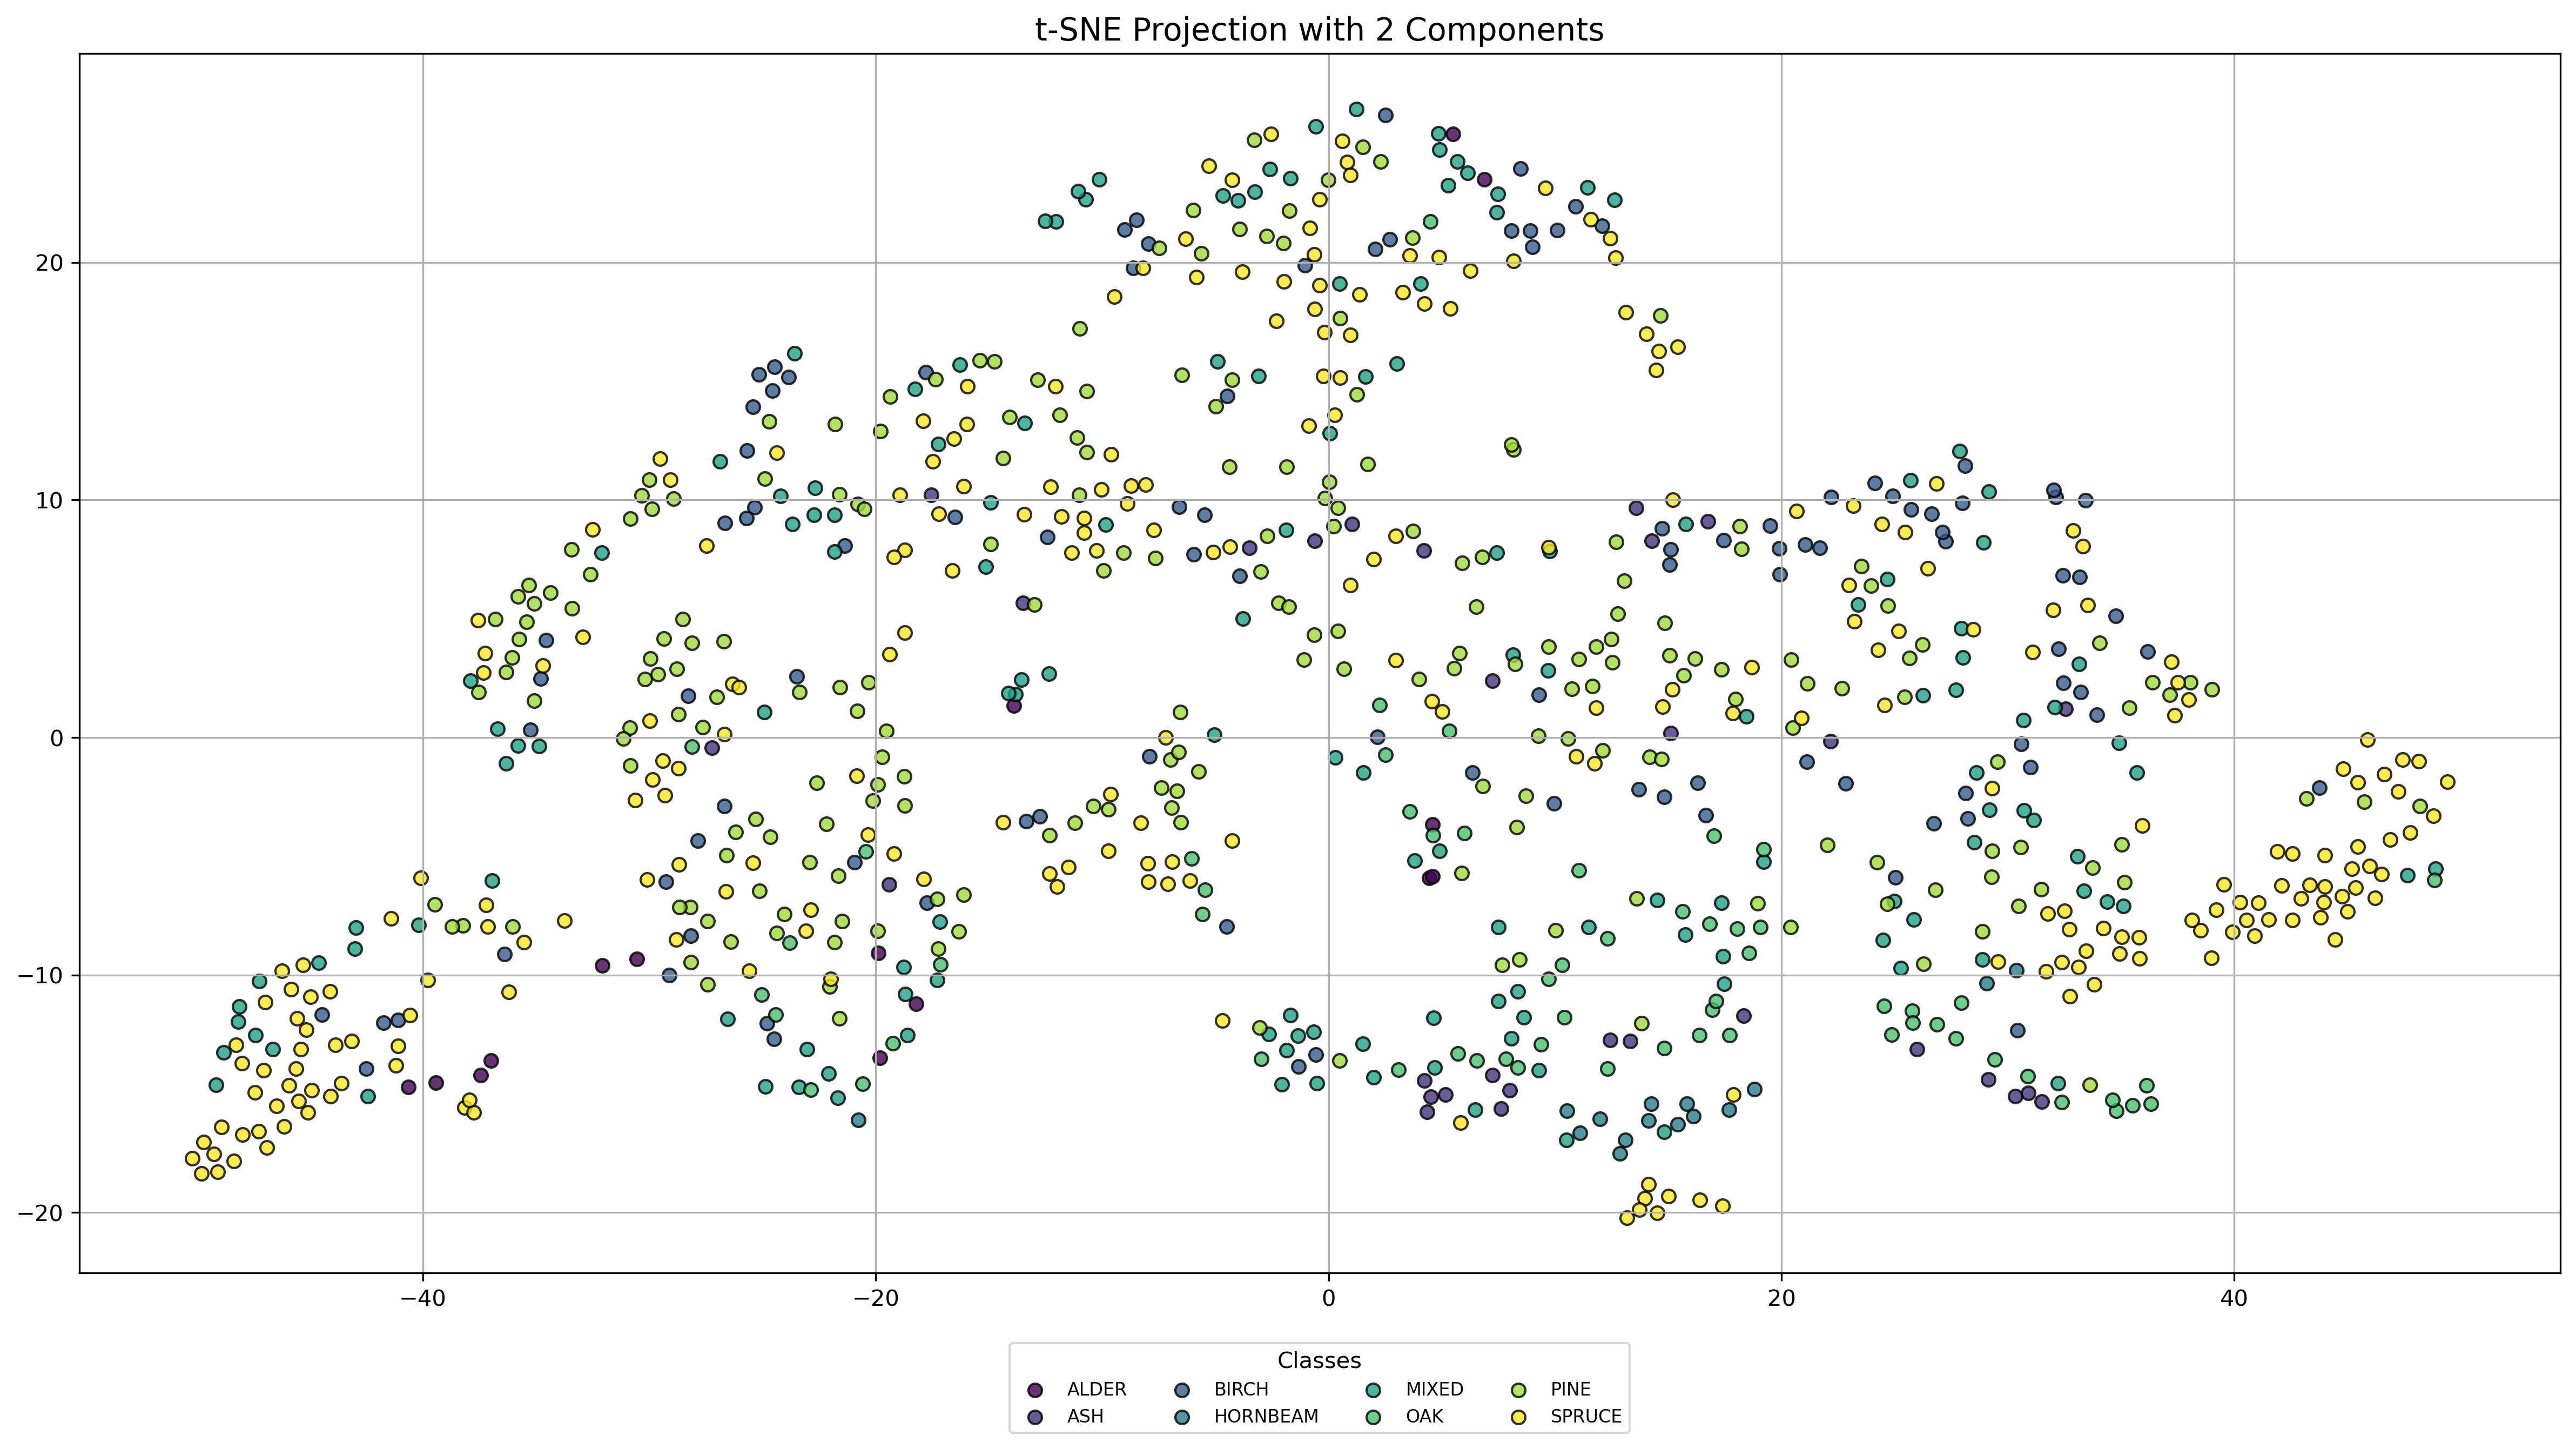 t-SNE Projection with 2 Components
20
10
0
−10
−20
−40 −20 0 20 40
Classes
ALDER BIRCH MIXED PINE
ASH HORNBEAM OAK SPRUCE